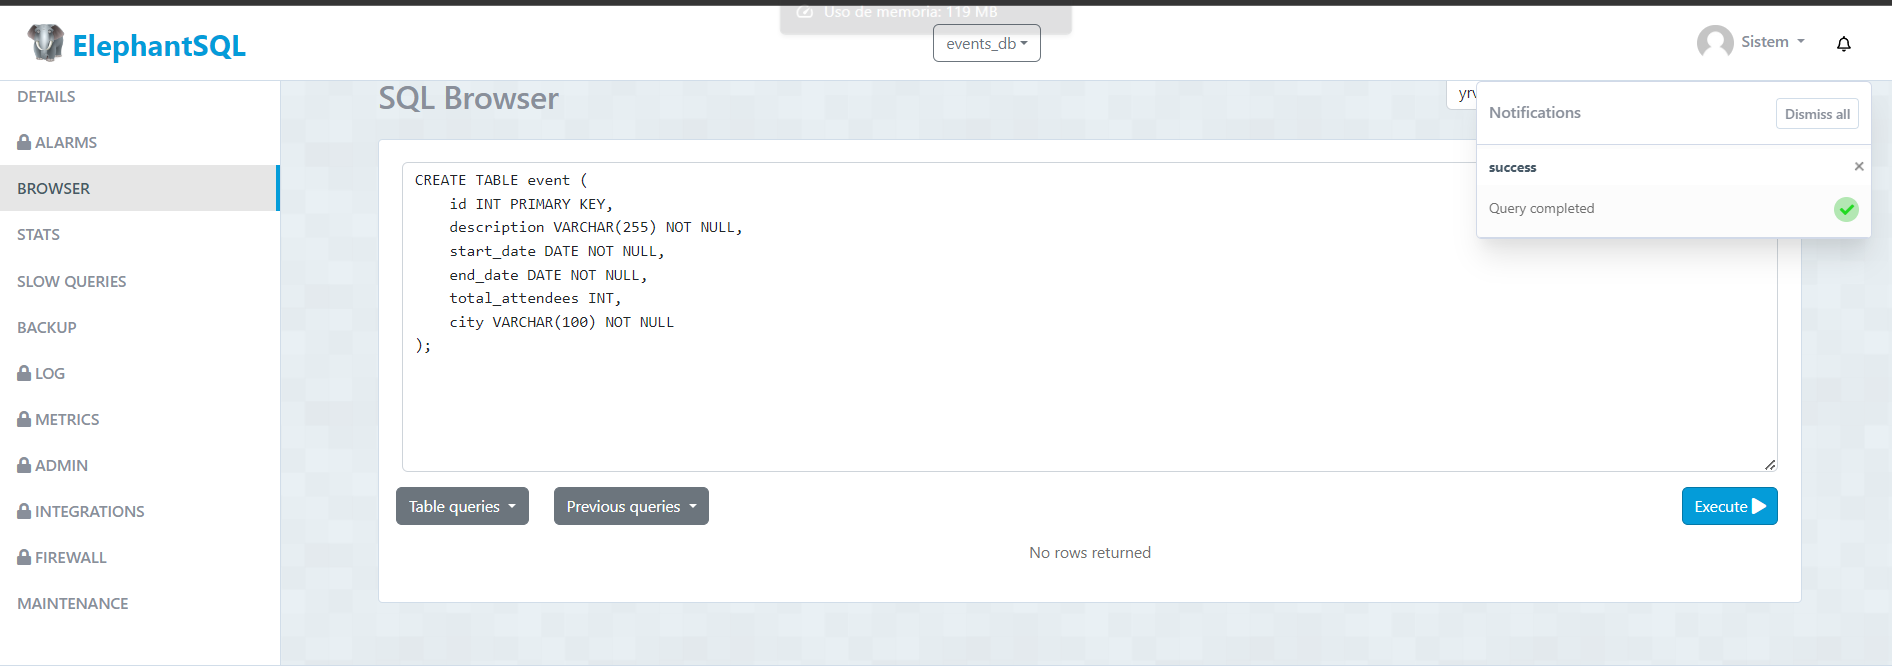 Uso de memoria: 119 MB
ElephantSQL
events_db
Sistem
DETAILS
ALARMS
BROWSER
STATS
SLOW QUERIES
BACKUP
LOG
METRICS
ADMIN
INTEGRATIONS
FIREWALL
MAINTENANCE
SQL Browser
Notifications
Dismiss all
success
×
Query completed
CREATE TABLE event (
    id INT PRIMARY KEY,
    description VARCHAR(255) NOT NULL,
    start_date DATE NOT NULL,
    end_date DATE NOT NULL,
    total_attendees INT,
    city VARCHAR(100) NOT NULL
);
Table queries
Previous queries
Execute
No rows returned